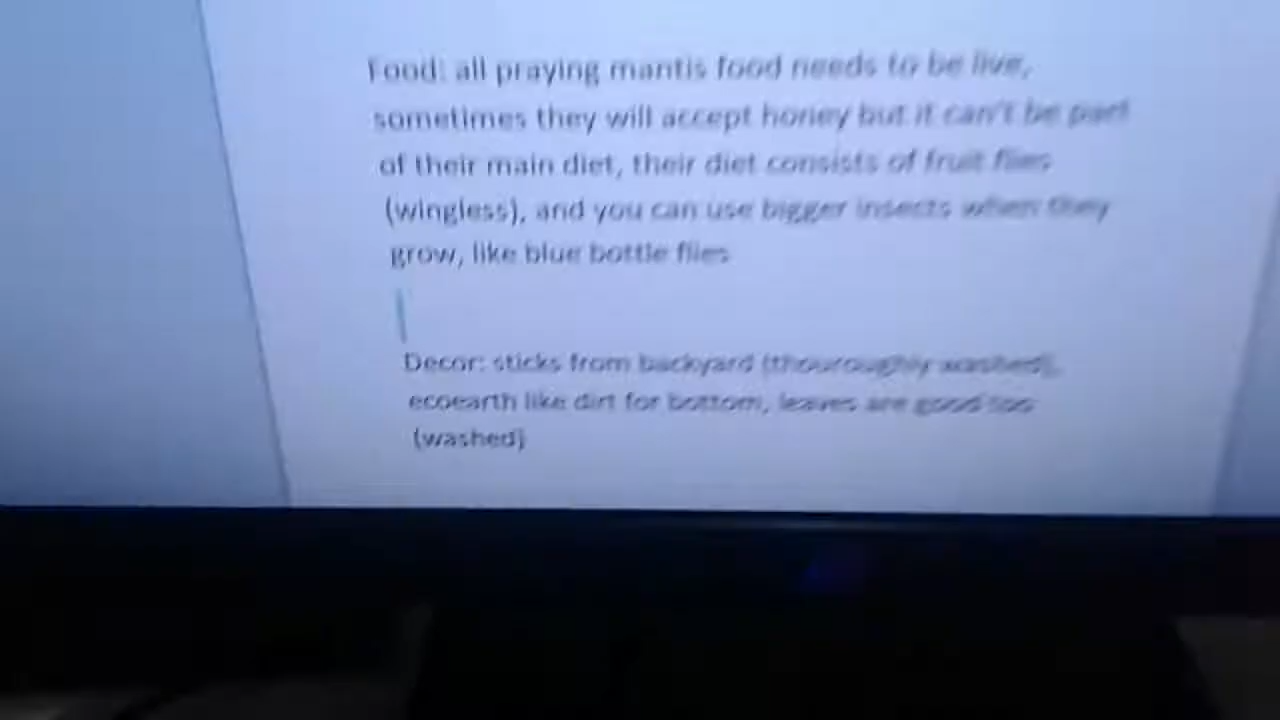 Food: all praying mantis food needs to be live,
sometimes they will accept honey but it can't be part
of their main diet, their diet consists of fruit flies
(wingless), and you can use bigger insects when they
grow, like blue bottle flies
Decor: sticks from backyard (thouroughly washed),
ecoearth like dirt for bottom, leaves are good too
(washed)